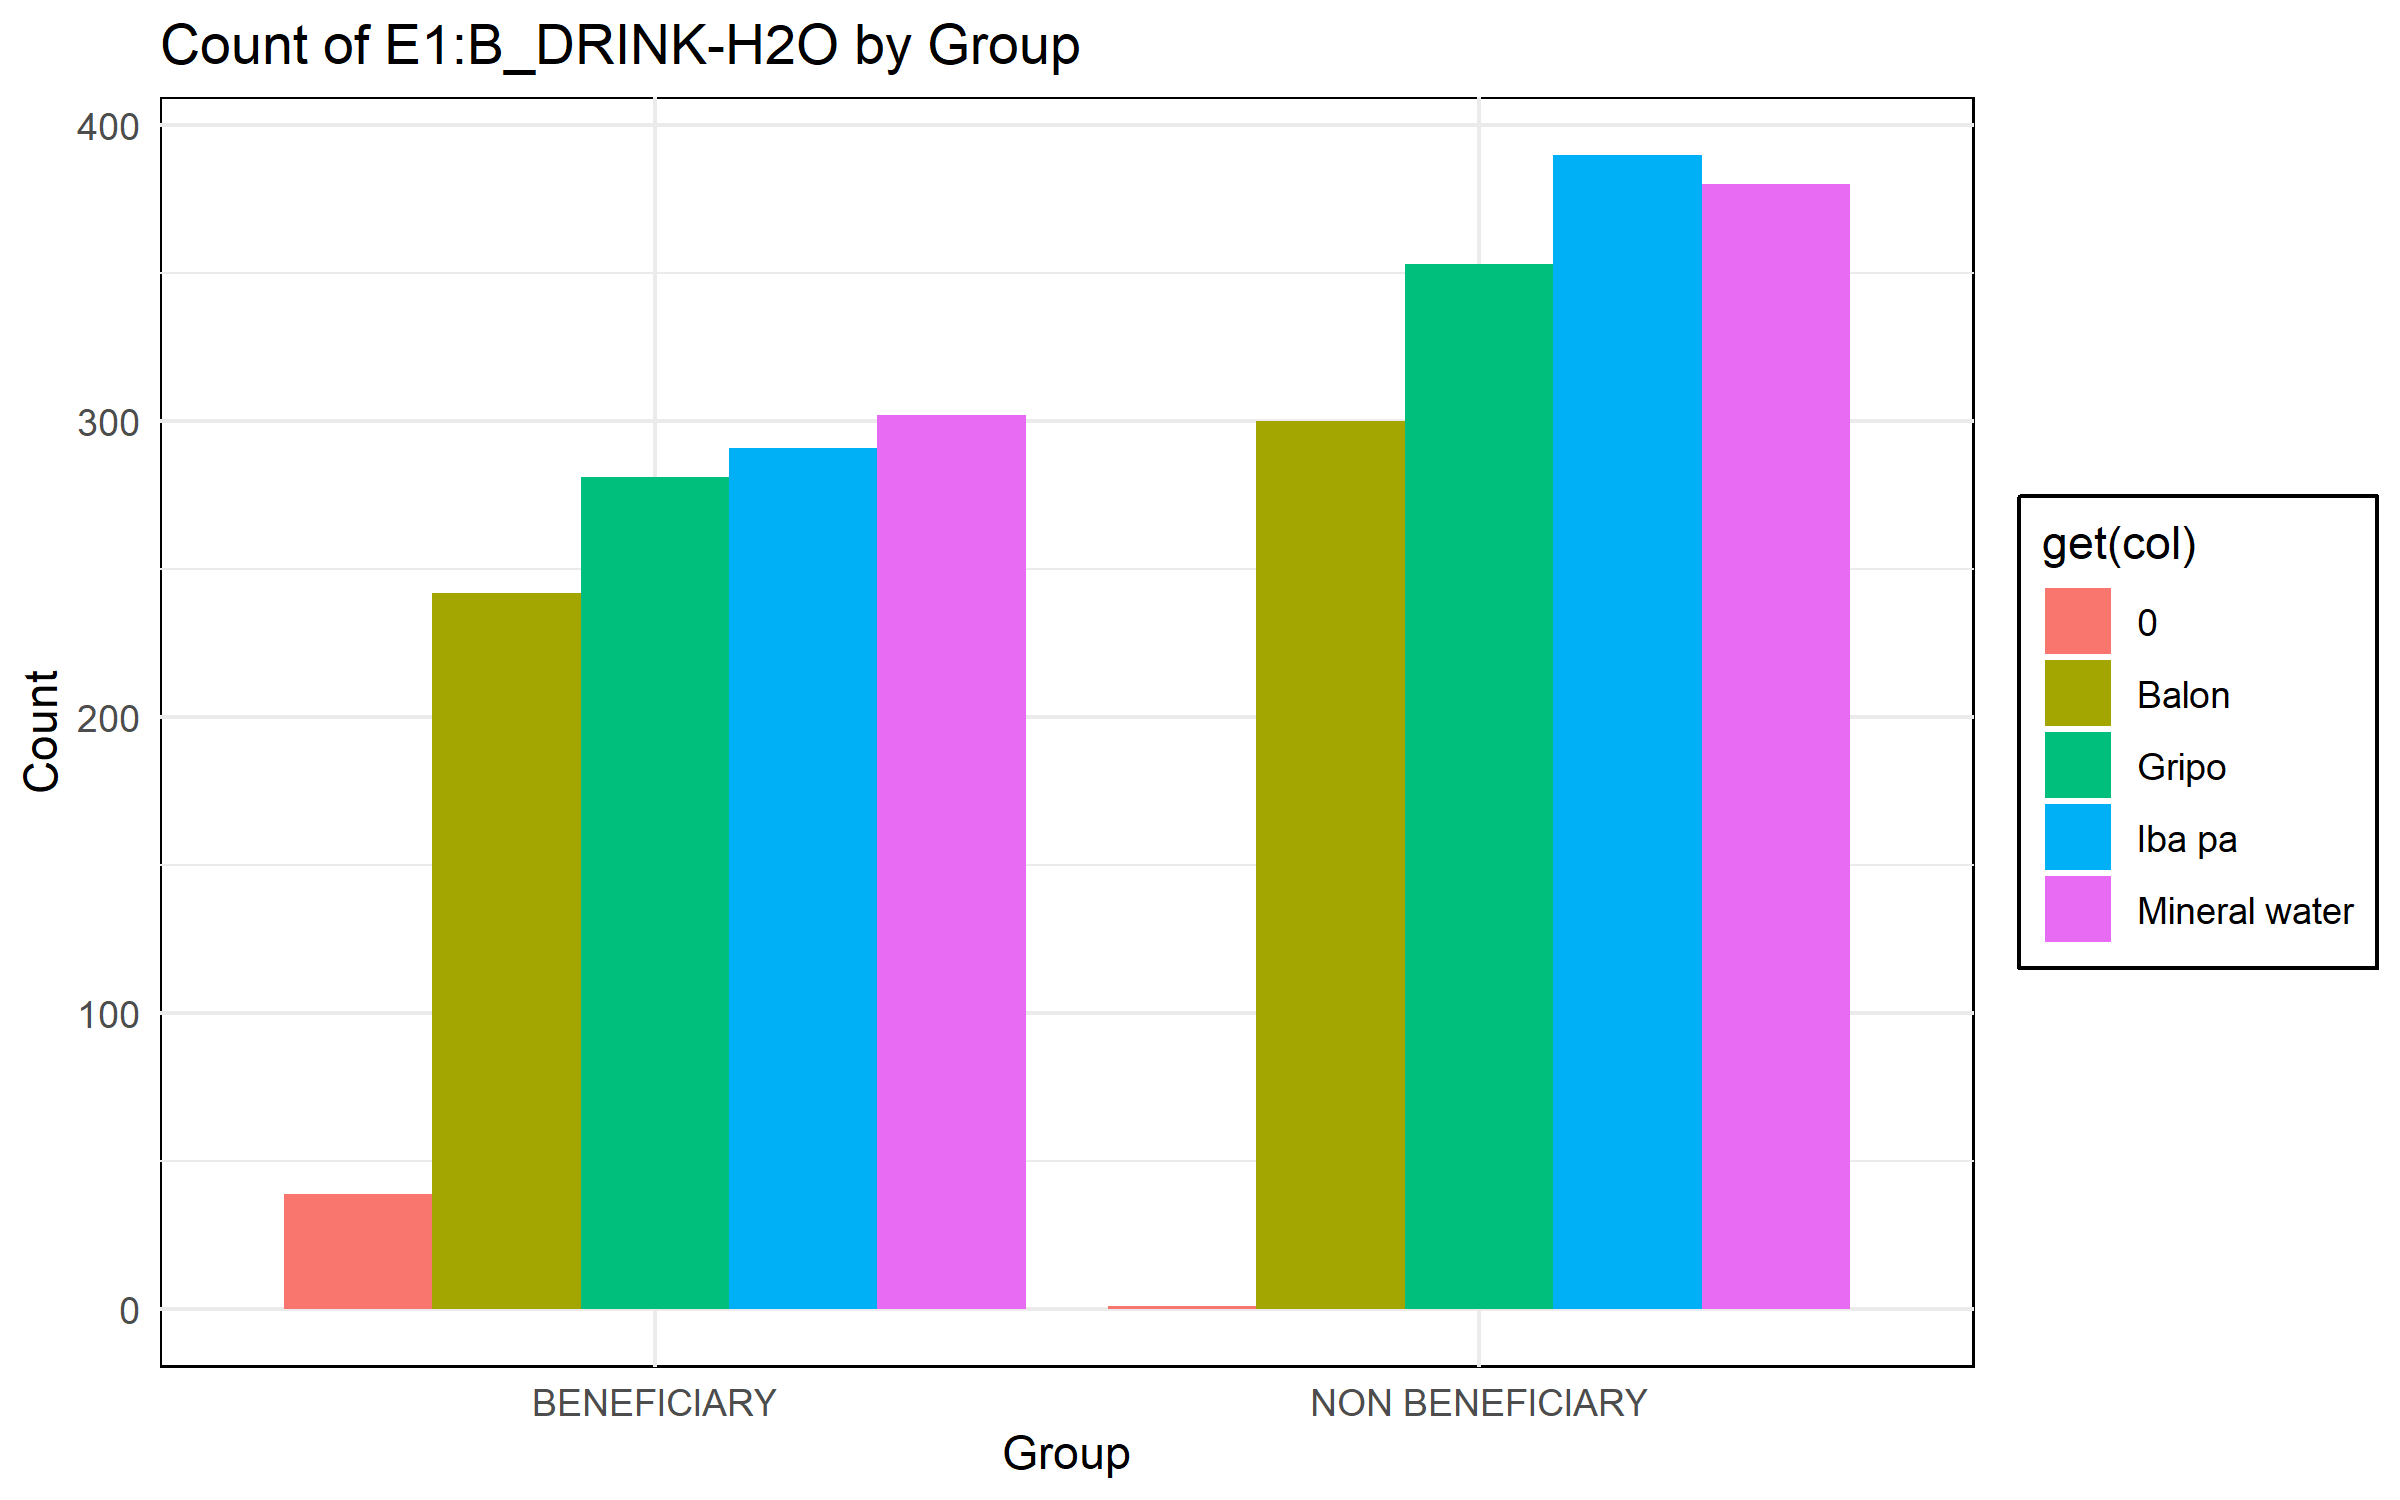 Count of E1:B_DRINK-H2O by Group
400
300
200
100
0
Count
BENEFICIARY
NON BENEFICIARY
Group
get(col)
0
Balon
Gripo
Iba pa
Mineral water